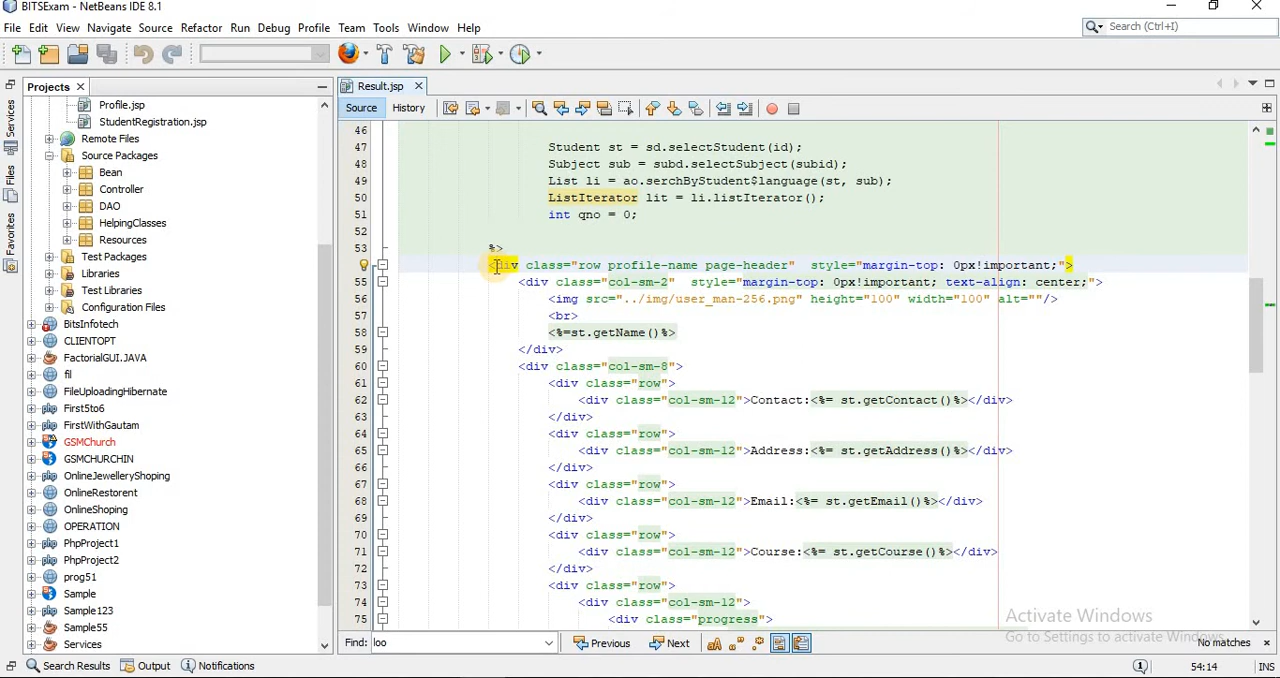 BITSExam - NetBeans IDE 8.1
File Edit View Navigate Source Refactor Run Debug Profile Team Tools Window Help
Search (Ctrl+I)
Projects
Result.jsp
Services
Files
Favorites
Source History
Profile.jsp
StudentRegistration.jsp
Remote Files
Source Packages
Bean
Controller
DAO
HelpingClasses
Resources
Test Packages
Libraries
Test Libraries
Configuration Files
BitsInfotech
CLIENTOPT
FactorialGUI.JAVA
fil
FileUploadingHibernate
First5to6
FirstWithGautam
GSMChurch
GSMCHURCHIN
OnlineJewelleryShoping
OnlineRestorent
OnlineShoping
OPERATION
PhpProject1
PhpProject2
prog51
Sample
Sample123
Sample55
Services
46
47 Student st = sd.selectStudent(id);
48 Subject sub = subd.selectSubject(subid);
49 List li = ao.serchByStudent$language(st, sub);
50 ListIterator lit = li.listIterator();
51 int qno = 0;
52
53 %>
<div class="row profile-name page-header" style="margin-top: 0px!important;">
55 <div class="col-sm-2" style="margin-top: 0px!important; text-align: center;">
56 <img src="../img/user_man-256.png" height="100" width="100" alt=""/>
57 <br>
58 <%=st.getName()%>
59 </div>
60 <div class="col-sm-8">
61 <div class="row">
62 <div class="col-sm-12">Contact:<%= st.getContact()%></div>
63 </div>
64 <div class="row">
65 <div class="col-sm-12">Address:<%= st.getAddress()%></div>
66 </div>
67 <div class="row">
68 <div class="col-sm-12">Email:<%= st.getEmail()%></div>
69 </div>
70 <div class="row">
71 <div class="col-sm-12">Course:<%= st.getCourse()%></div>
72 </div>
73 <div class="row">
74 <div class="col-sm-12">
75 <div class="progress">
Activate Windows
Go to Settings to activate Windows.
Find: loo Previous Next No matches
Search Results Output Notifications 54:14 INS